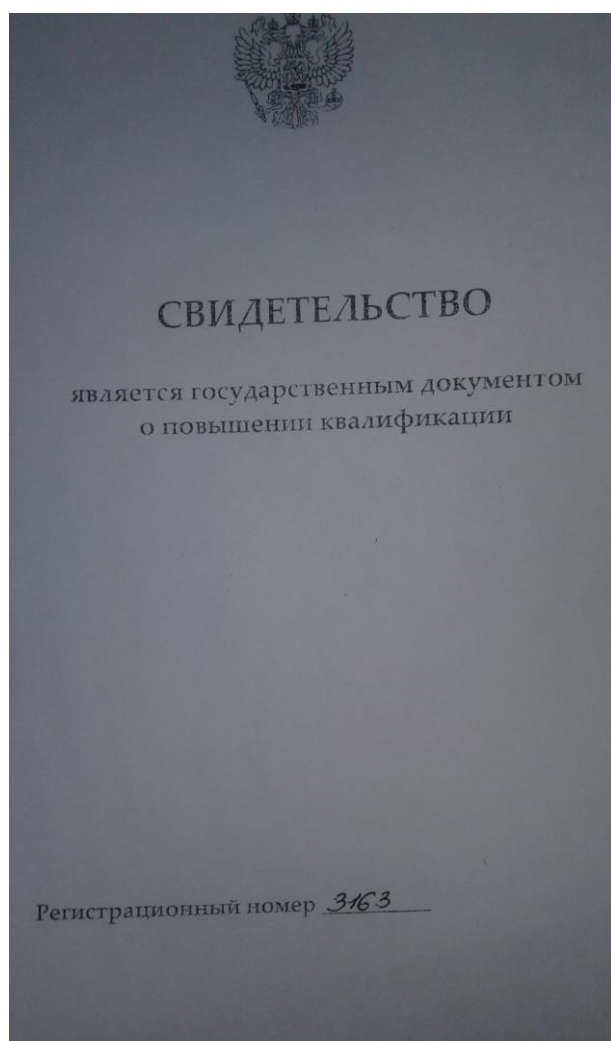 СВИДЕТЕЛЬСТВО
является государственным документом
о повышении квалификации
Регистрационный номер 3163